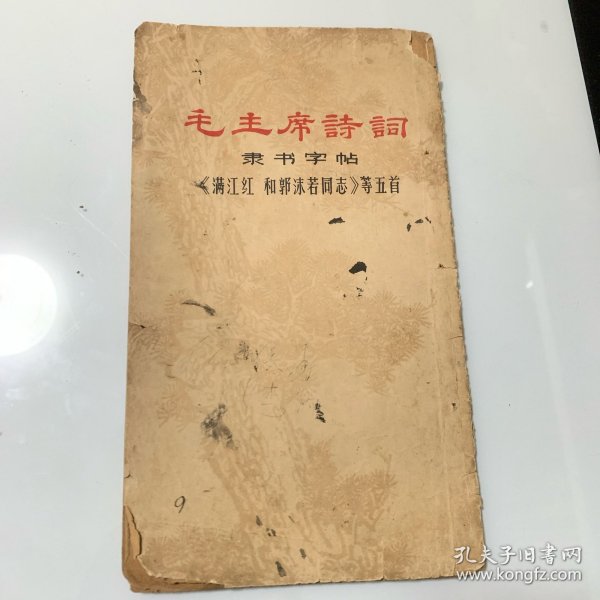 毛主席詩詞
隶书字帖
《满江红 和郭沫若同志》等五首
9
孔夫子旧书网
www.kongfz.com